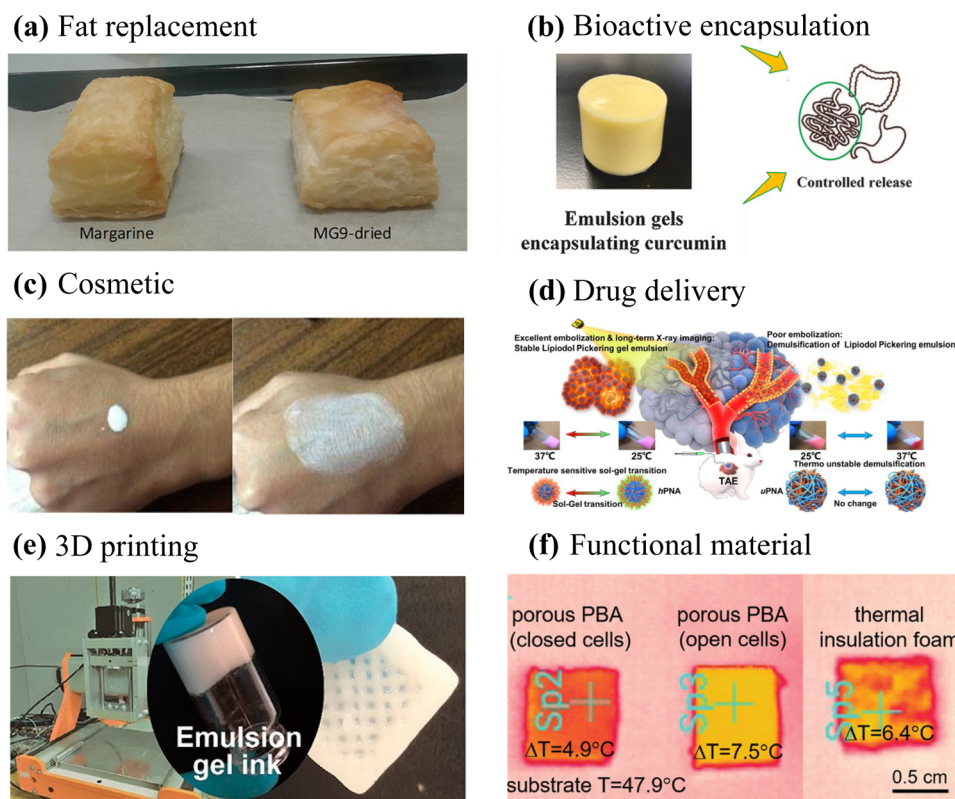 (a) Fat replacement
Margarine
MG9-dried
(b) Bioactive encapsulation
Emulsion gels
encapsulating curcumin
Controlled release
(c) Cosmetic
(d) Drug delivery
Excellent embolization & long-term X-ray imaging:
Stable Lipiodol Pickering gel emulsion
Poor embolization:
Demulsification of Lipiodol Pickering emulsion
37℃
25℃
25℃
37℃
Temperature sensitive sol-gel transition
Thermo unstable demulsification
TAE
hPNA
uPNA
Sol-Gel transition
No change
(e) 3D printing
Emulsion
gel ink
(f) Functional material
porous PBA
(closed cells)
porous PBA
(open cells)
thermal
insulation foam
Sp2
Sp3
Sp5
ΔT=4.9°C
ΔT=7.5°C
ΔT=6.4°C
substrate T=47.9°C
0.5 cm